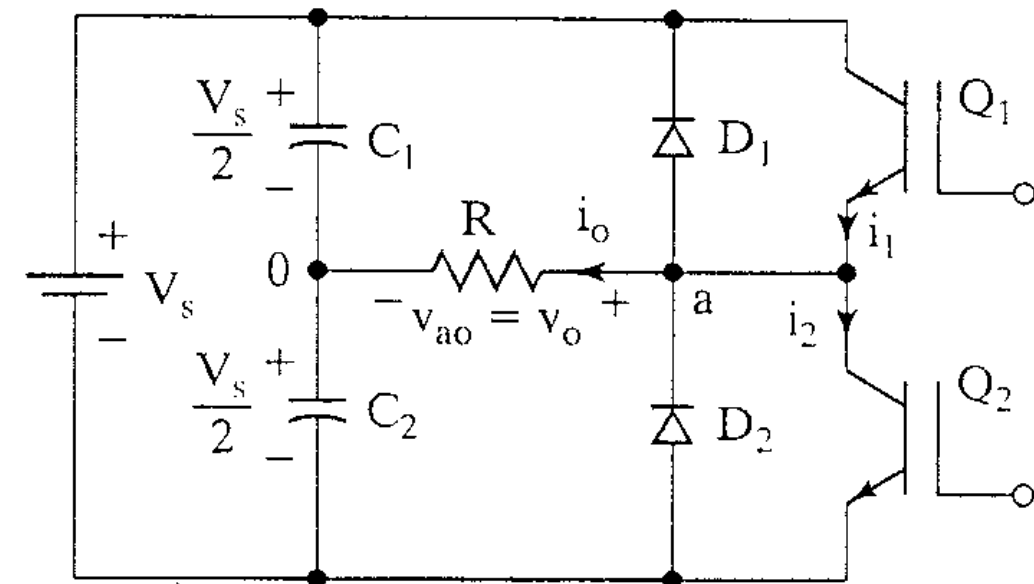 V_s
+
−
V_s/2
+
−
C_1
V_s/2
+
−
C_2
0
R
i_o
− +
v_ao = v_o
a
D_1
D_2
Q_1
i_1
i_2
Q_2